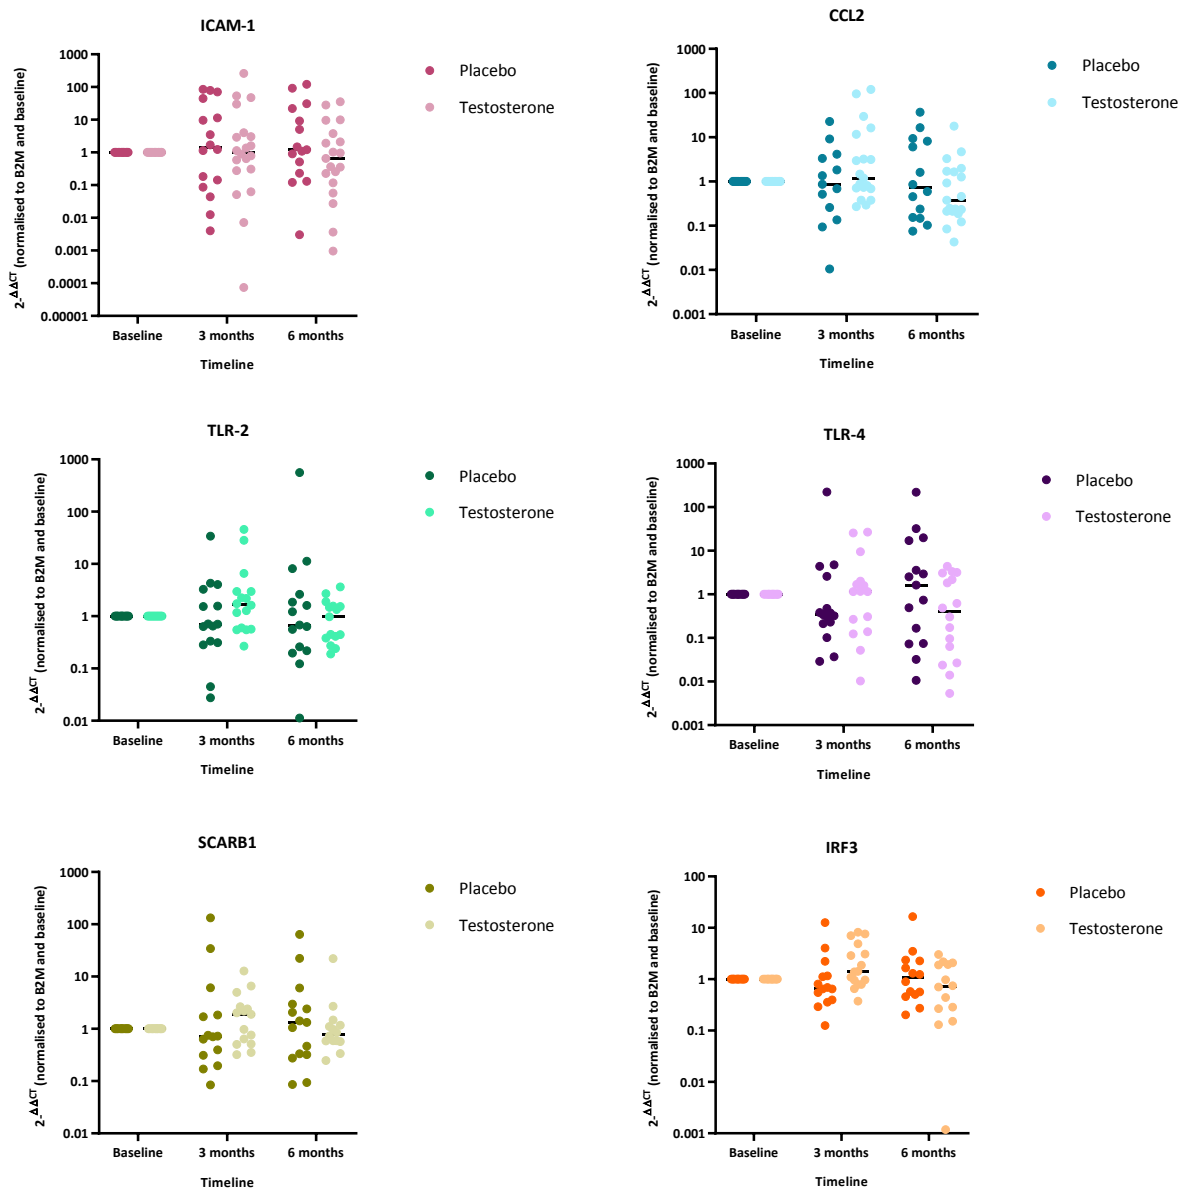 ICAM-1
2-ΔΔCT (normalised to B2M and baseline)
1000
100
10
1
0.1
0.01
0.001
0.0001
0.00001
Baseline 3 months 6 months
Timeline
Placebo
Testosterone
CCL2
2-ΔΔCT (normalised to B2M and baseline)
1000
100
10
1
0.1
0.01
0.001
Baseline 3 months 6 months
Timeline
Placebo
Testosterone
TLR-2
2-ΔΔCT (normalised to B2M and baseline)
1000
100
10
1
0.1
0.01
Baseline 3 months 6 months
Timeline
Placebo
Testosterone
TLR-4
2-ΔΔCT (normalised to B2M and baseline)
1000
100
10
1
0.1
0.01
0.001
Baseline 3 months 6 months
Timeline
Placebo
Testosterone
SCARB1
2-ΔΔCT (normalised to B2M and baseline)
1000
100
10
1
0.1
0.01
Baseline 3 months 6 months
Timeline
Placebo
Testosterone
IRF3
2-ΔΔCT (normalised to B2M and baseline)
100
10
1
0.1
0.01
0.001
Baseline 3 months 6 months
Timeline
Placebo
Testosterone